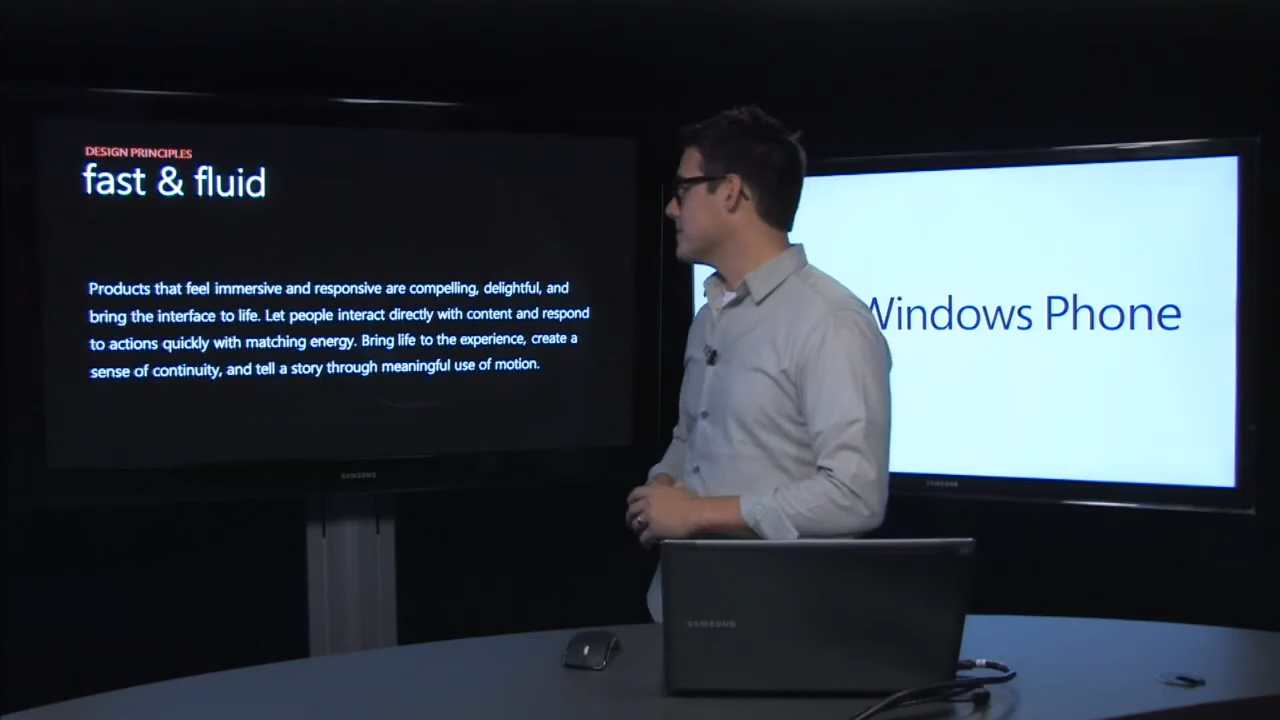 DESIGN PRINCIPLES
fast & fluid
Products that feel immersive and responsive are compelling, delightful, and
bring the interface to life. Let people interact directly with content and respond
to actions quickly with matching energy. Bring life to the experience, create a
sense of continuity, and tell a story through meaningful use of motion.
SAMSUNG
Windows Phone
SAMSUNG
SAMSUNG